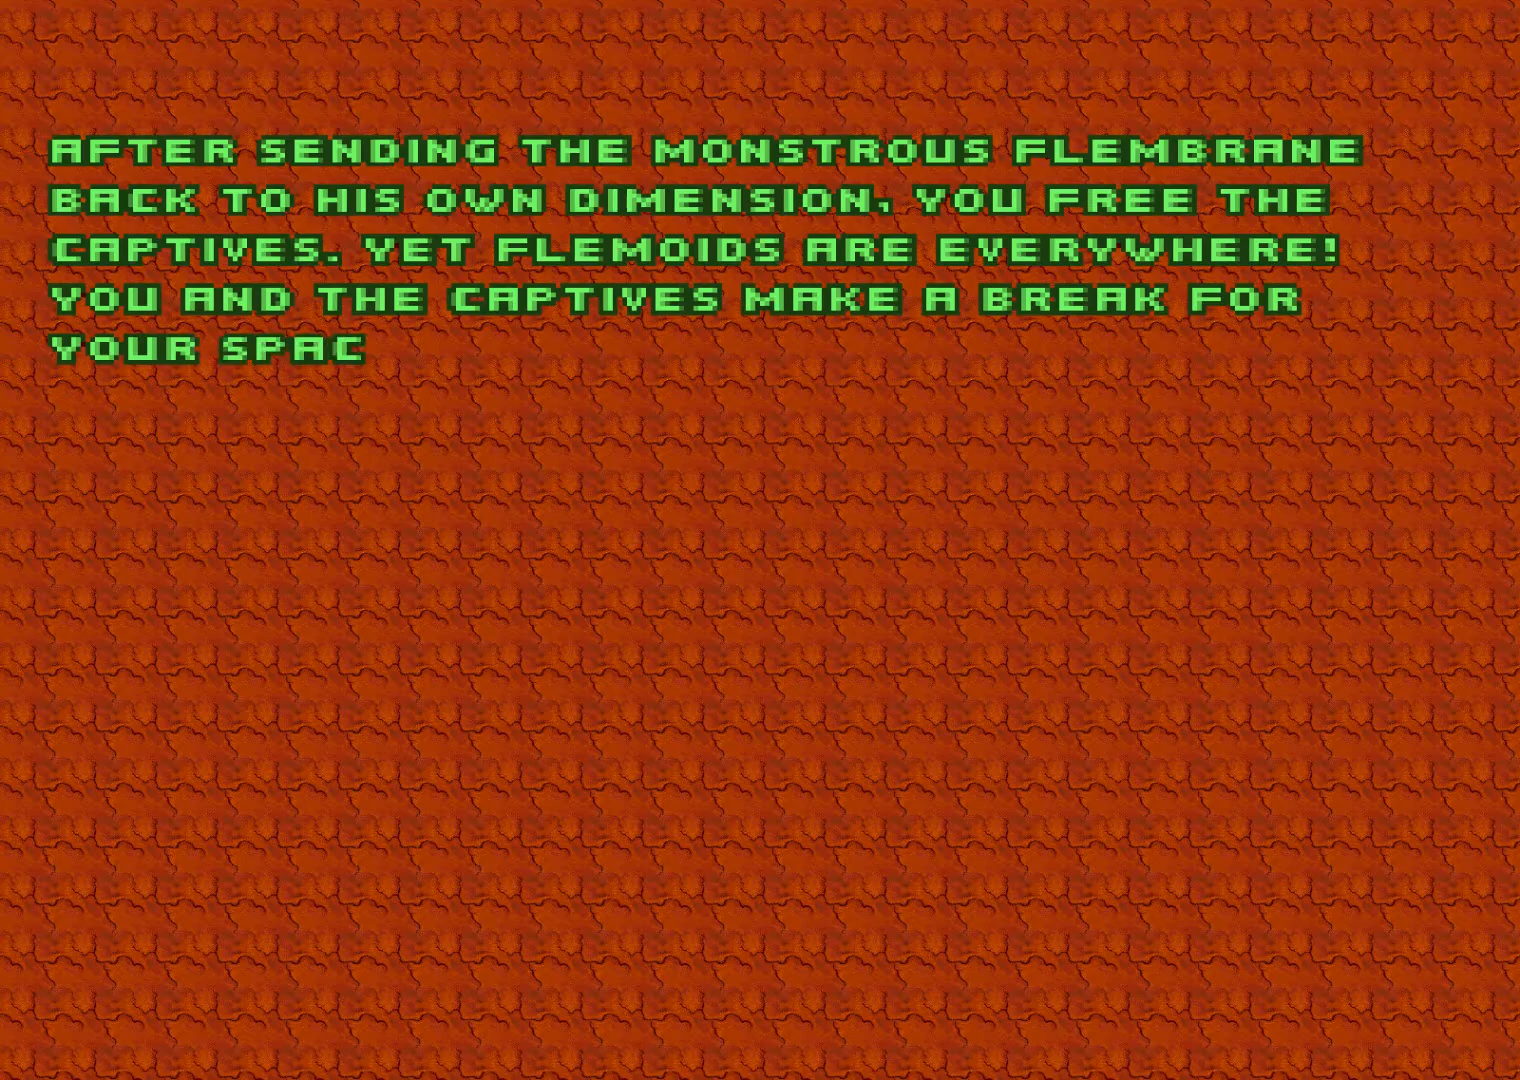 AFTER SENDING THE MONSTROUS FLEMBRANE
BACK TO HIS OWN DIMENSION, YOU FREE THE
CAPTIVES. YET FLEMOIDS ARE EVERYWHERE!
YOU AND THE CAPTIVES MAKE A BREAK FOR
YOUR SPAC